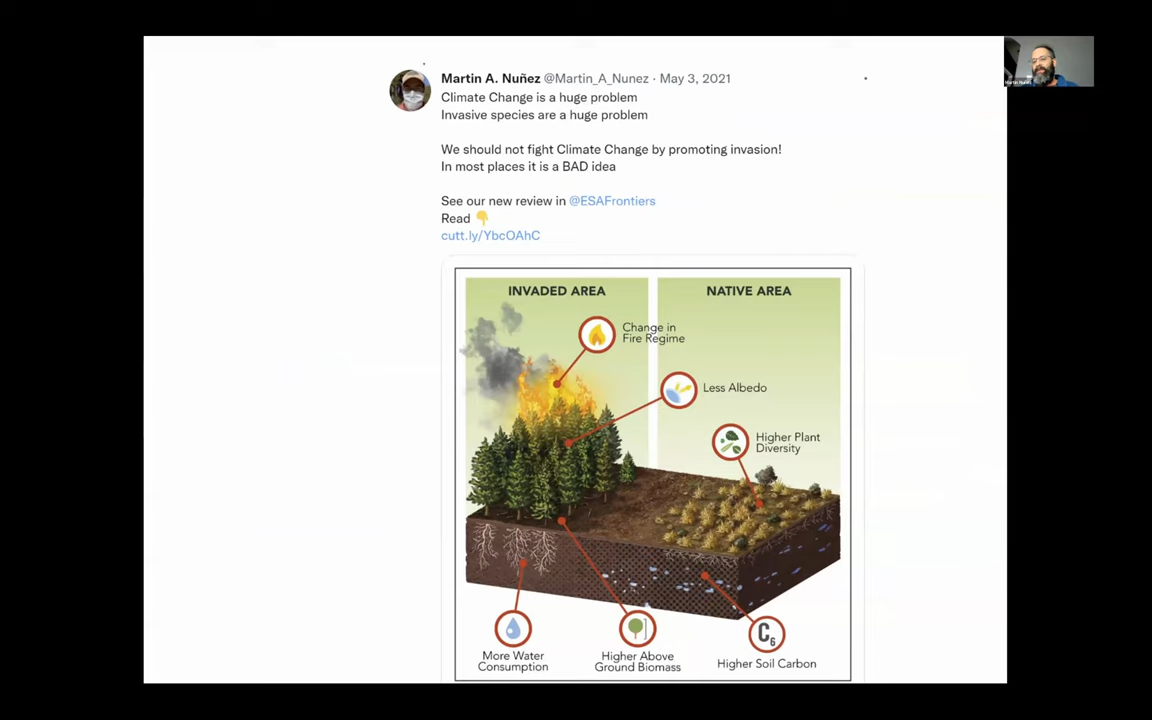 Martin A. Nuñez @Martin_A_Nunez · May 3, 2021
Climate Change is a huge problem
Invasive species are a huge problem
We should not fight Climate Change by promoting invasion!
In most places it is a BAD idea
See our new review in @ESAFrontiers
Read 👇
cutt.ly/YbcOAhC
INVADED AREA
NATIVE AREA
Change in
Fire Regime
Less Albedo
Higher Plant
Diversity
C6
More Water
Consumption
Higher Above
Ground Biomass
Higher Soil Carbon